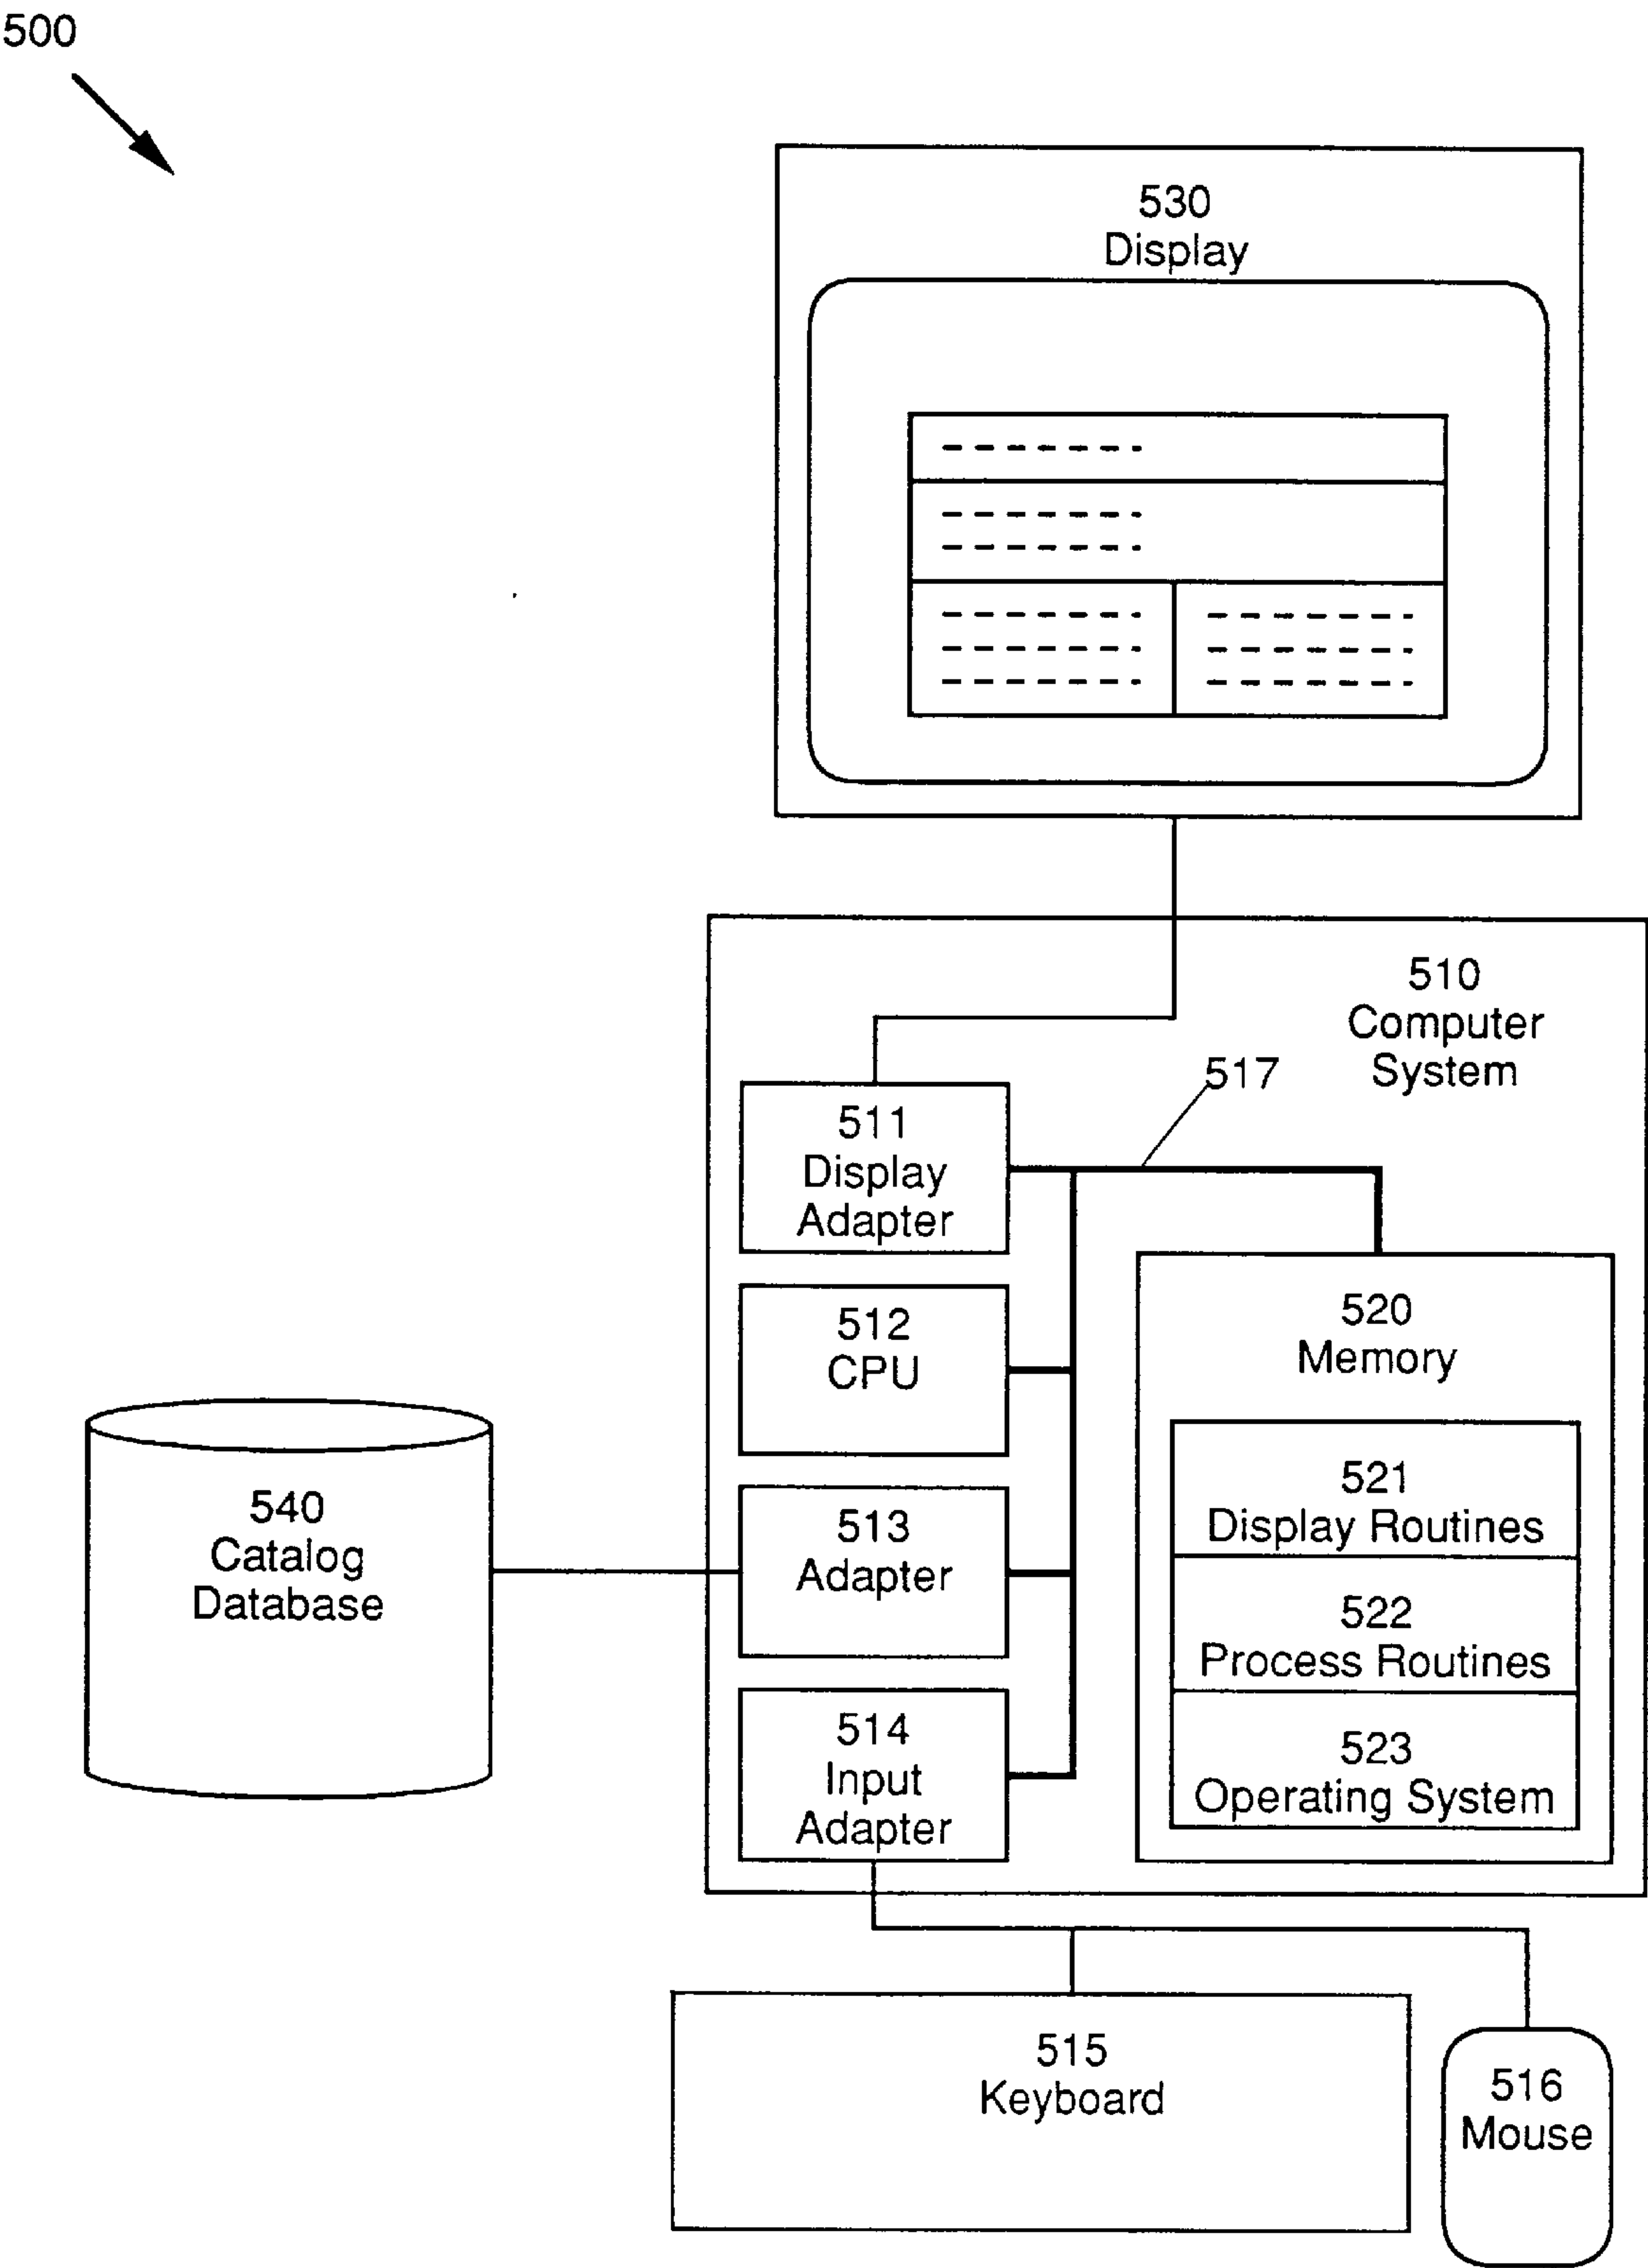 500
530
Display
510
Computer
System
517
511
Display
Adapter
512
CPU
520
Memory
540
Catalog
Database
513
Adapter
521
Display Routines
522
Process Routines
514
Input
Adapter
523
Operating System
515
Keyboard
516
Mouse